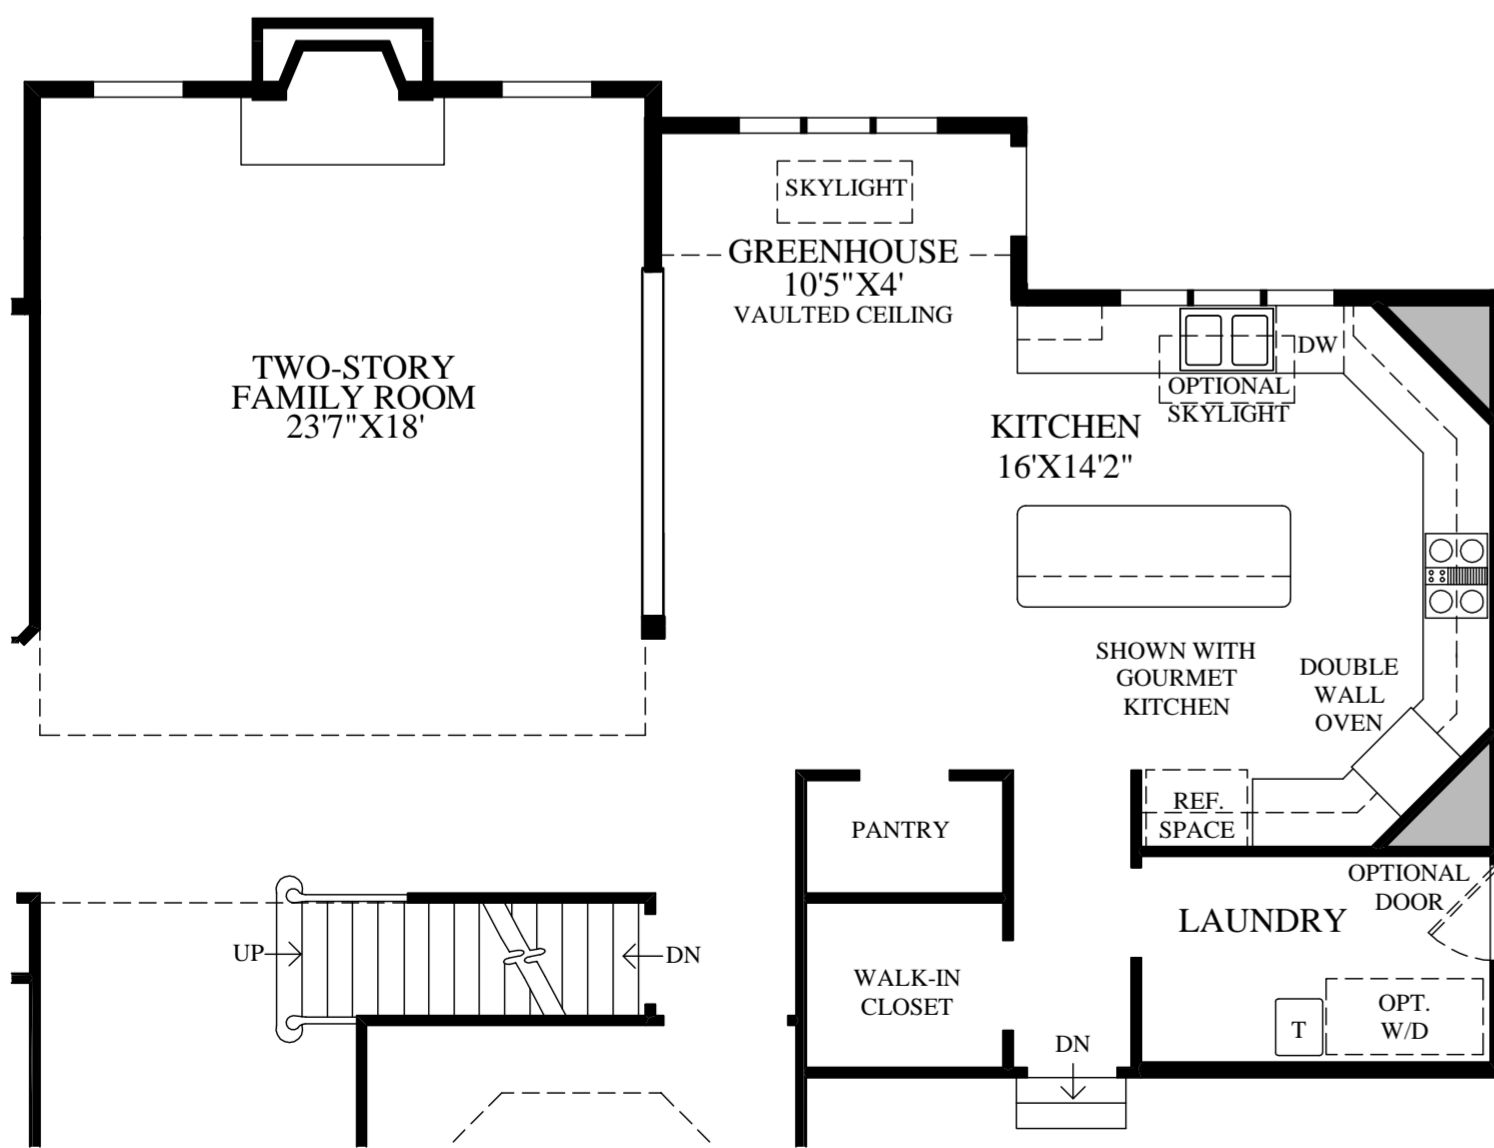 SKYLIGHT
GREENHOUSE
10'5"X4'
VAULTED CEILING
TWO-STORY
FAMILY ROOM
23'7"X18'
DW
OPTIONAL
SKYLIGHT
KITCHEN
16'X14'2"
SHOWN WITH
GOURMET
KITCHEN
DOUBLE
WALL
OVEN
REF.
SPACE
PANTRY
OPTIONAL
DOOR
LAUNDRY
UP
DN
WALK-IN
CLOSET
OPT.
W/D
T
DN